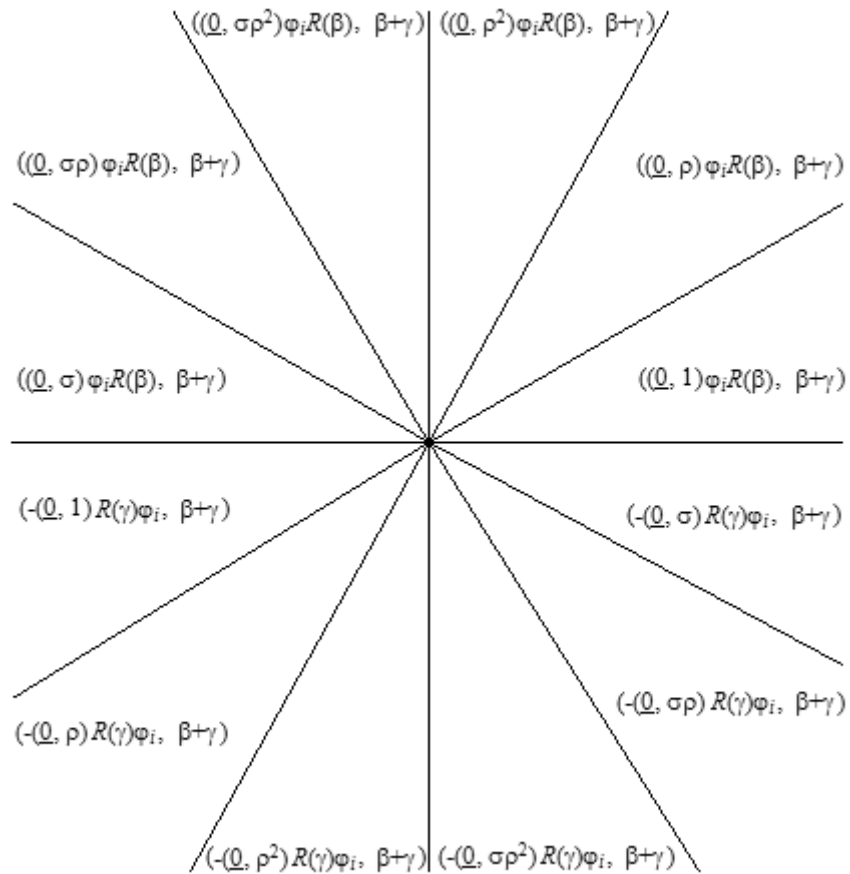 ((0, σρ²)φᵢR(β), β+γ) ((0, ρ²)φᵢR(β), β+γ)
((0, σρ)φᵢR(β), β+γ) ((0, ρ)φᵢR(β), β+γ)
((0, σ)φᵢR(β), β+γ) ((0, 1)φᵢR(β), β+γ)
(-(0, 1)R(γ)φᵢ, β+γ) (-(0, σ)R(γ)φᵢ, β+γ)
(-(0, σρ)R(γ)φᵢ, β+γ)
(-(0, ρ)R(γ)φᵢ, β+γ)
(-(0, ρ²)R(γ)φᵢ, β+γ) (-(0, σρ²)R(γ)φᵢ, β+γ)